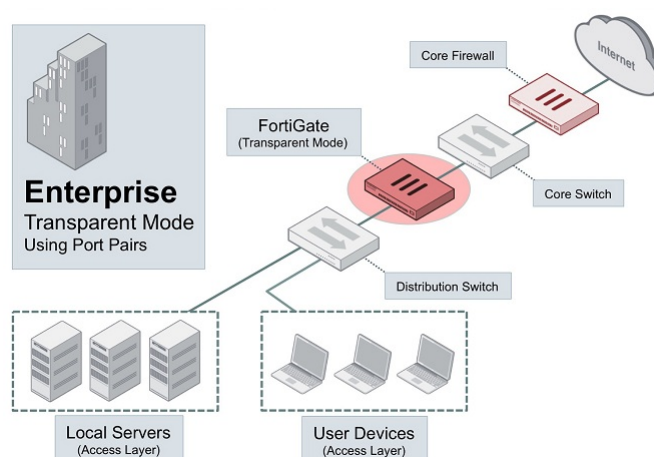 Internet
Core Firewall
FortiGate
(Transparent Mode)
Core Switch
Enterprise
Transparent Mode
Using Port Pairs
Distribution Switch
Local Servers
(Access Layer)
User Devices
(Access Layer)